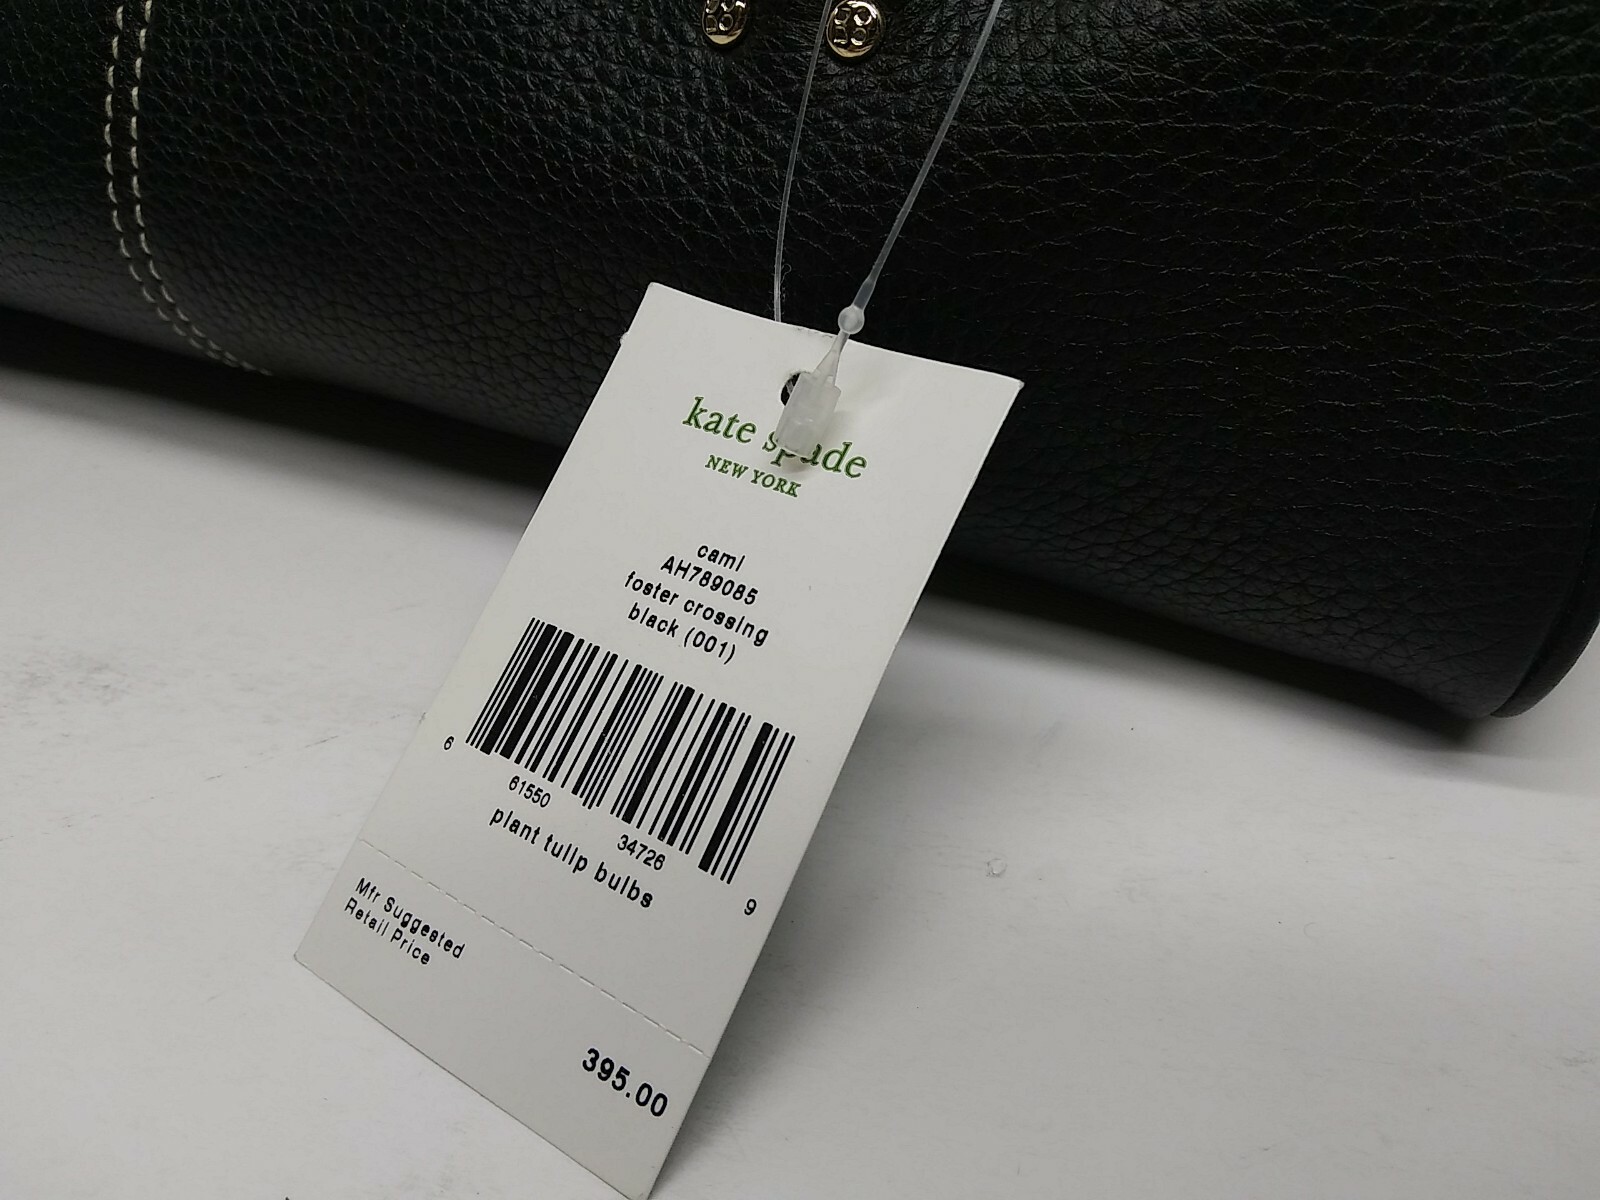 kate spade
NEW YORK
cami
AH789085
foster crossing
black (001)
6 61550 34726 9
plant tulip bulbs
Mfr Suggested
Retail Price
395.00